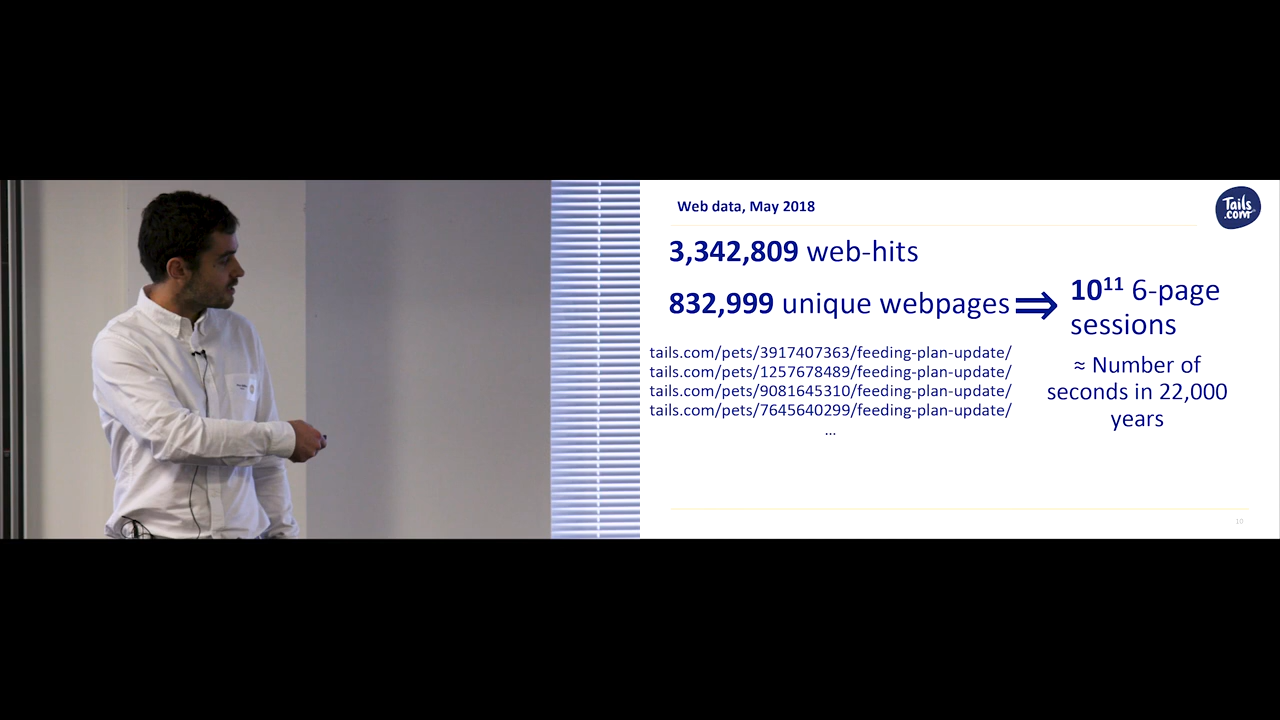 Web data, May 2018
Tails
.com
3,342,809 web-hits
832,999 unique webpages ⇒
10¹¹ 6-page
sessions
tails.com/pets/3917407363/feeding-plan-update/
tails.com/pets/1257678489/feeding-plan-update/
tails.com/pets/9081645310/feeding-plan-update/
tails.com/pets/7645640299/feeding-plan-update/
...
≈ Number of
seconds in 22,000
years
10